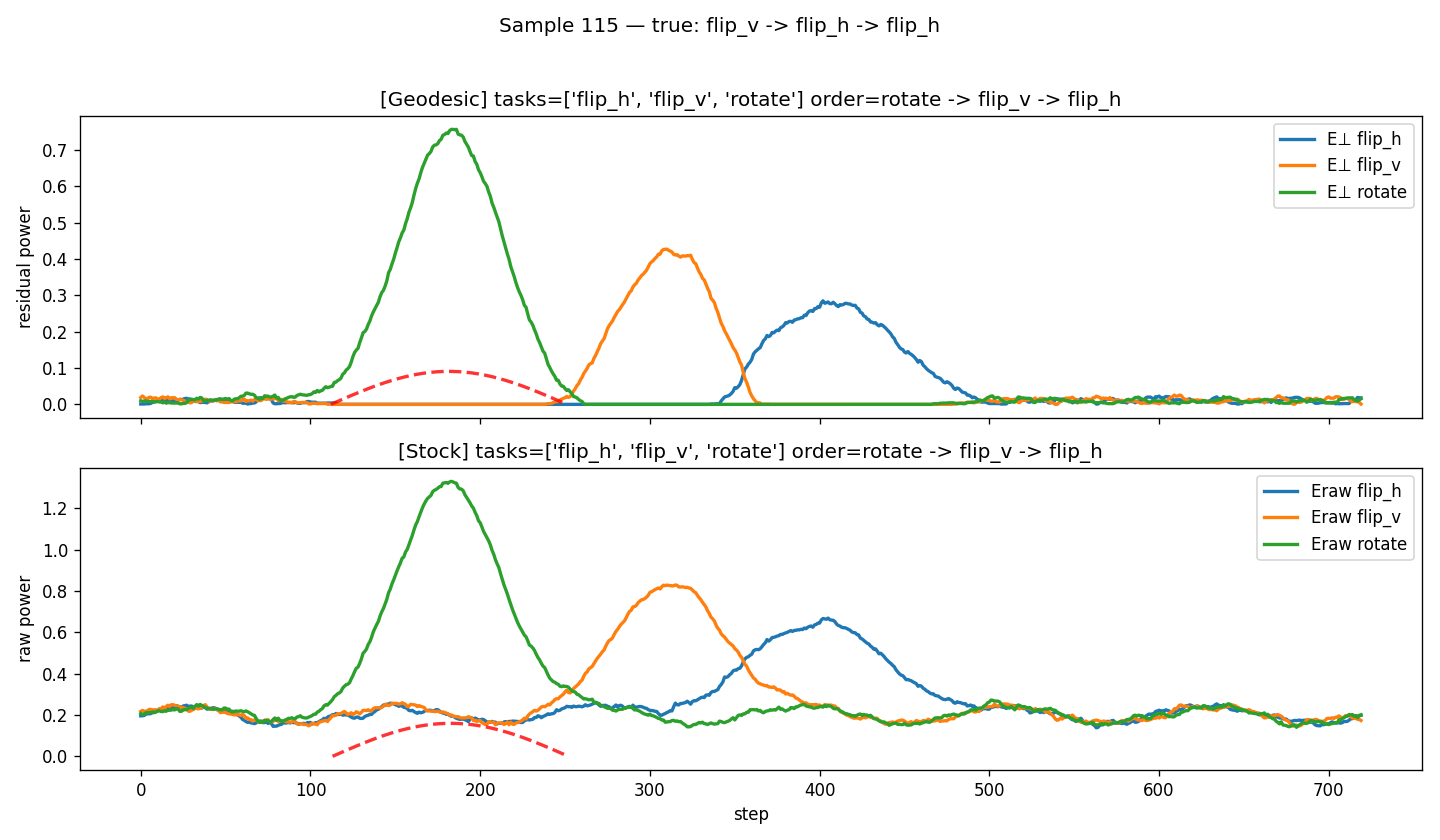 Sample 115 — true: flip_v -> flip_h -> flip_h
[Geodesic] tasks=['flip_h', 'flip_v', 'rotate'] order=rotate -> flip_v -> flip_h
residual power
0.7
0.6
0.5
0.4
0.3
0.2
0.1
0.0
E⊥ flip_h
E⊥ flip_v
E⊥ rotate
[Stock] tasks=['flip_h', 'flip_v', 'rotate'] order=rotate -> flip_v -> flip_h
raw power
1.2
1.0
0.8
0.6
0.4
0.2
0.0
Eraw flip_h
Eraw flip_v
Eraw rotate
0 100 200 300 400 500 600 700
step